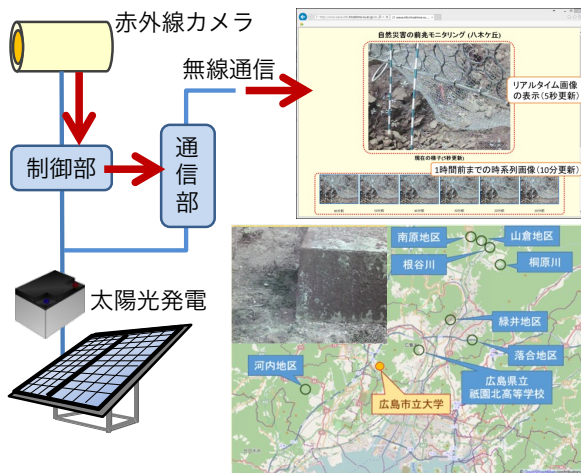 赤外線カメラ
無線通信
制御部
通信部
太陽光発電
自然災害の前兆モニタリング (八木ケ丘)
リアルタイム画像
の表示(5秒更新)
現在の様子(5秒更新)
1時間前までの時系列画像(10分更新)
南原地区
山倉地区
根谷川
桐原川
緑井地区
落合地区
河内地区
広島県立
祇園北高等学校
広島市立大学